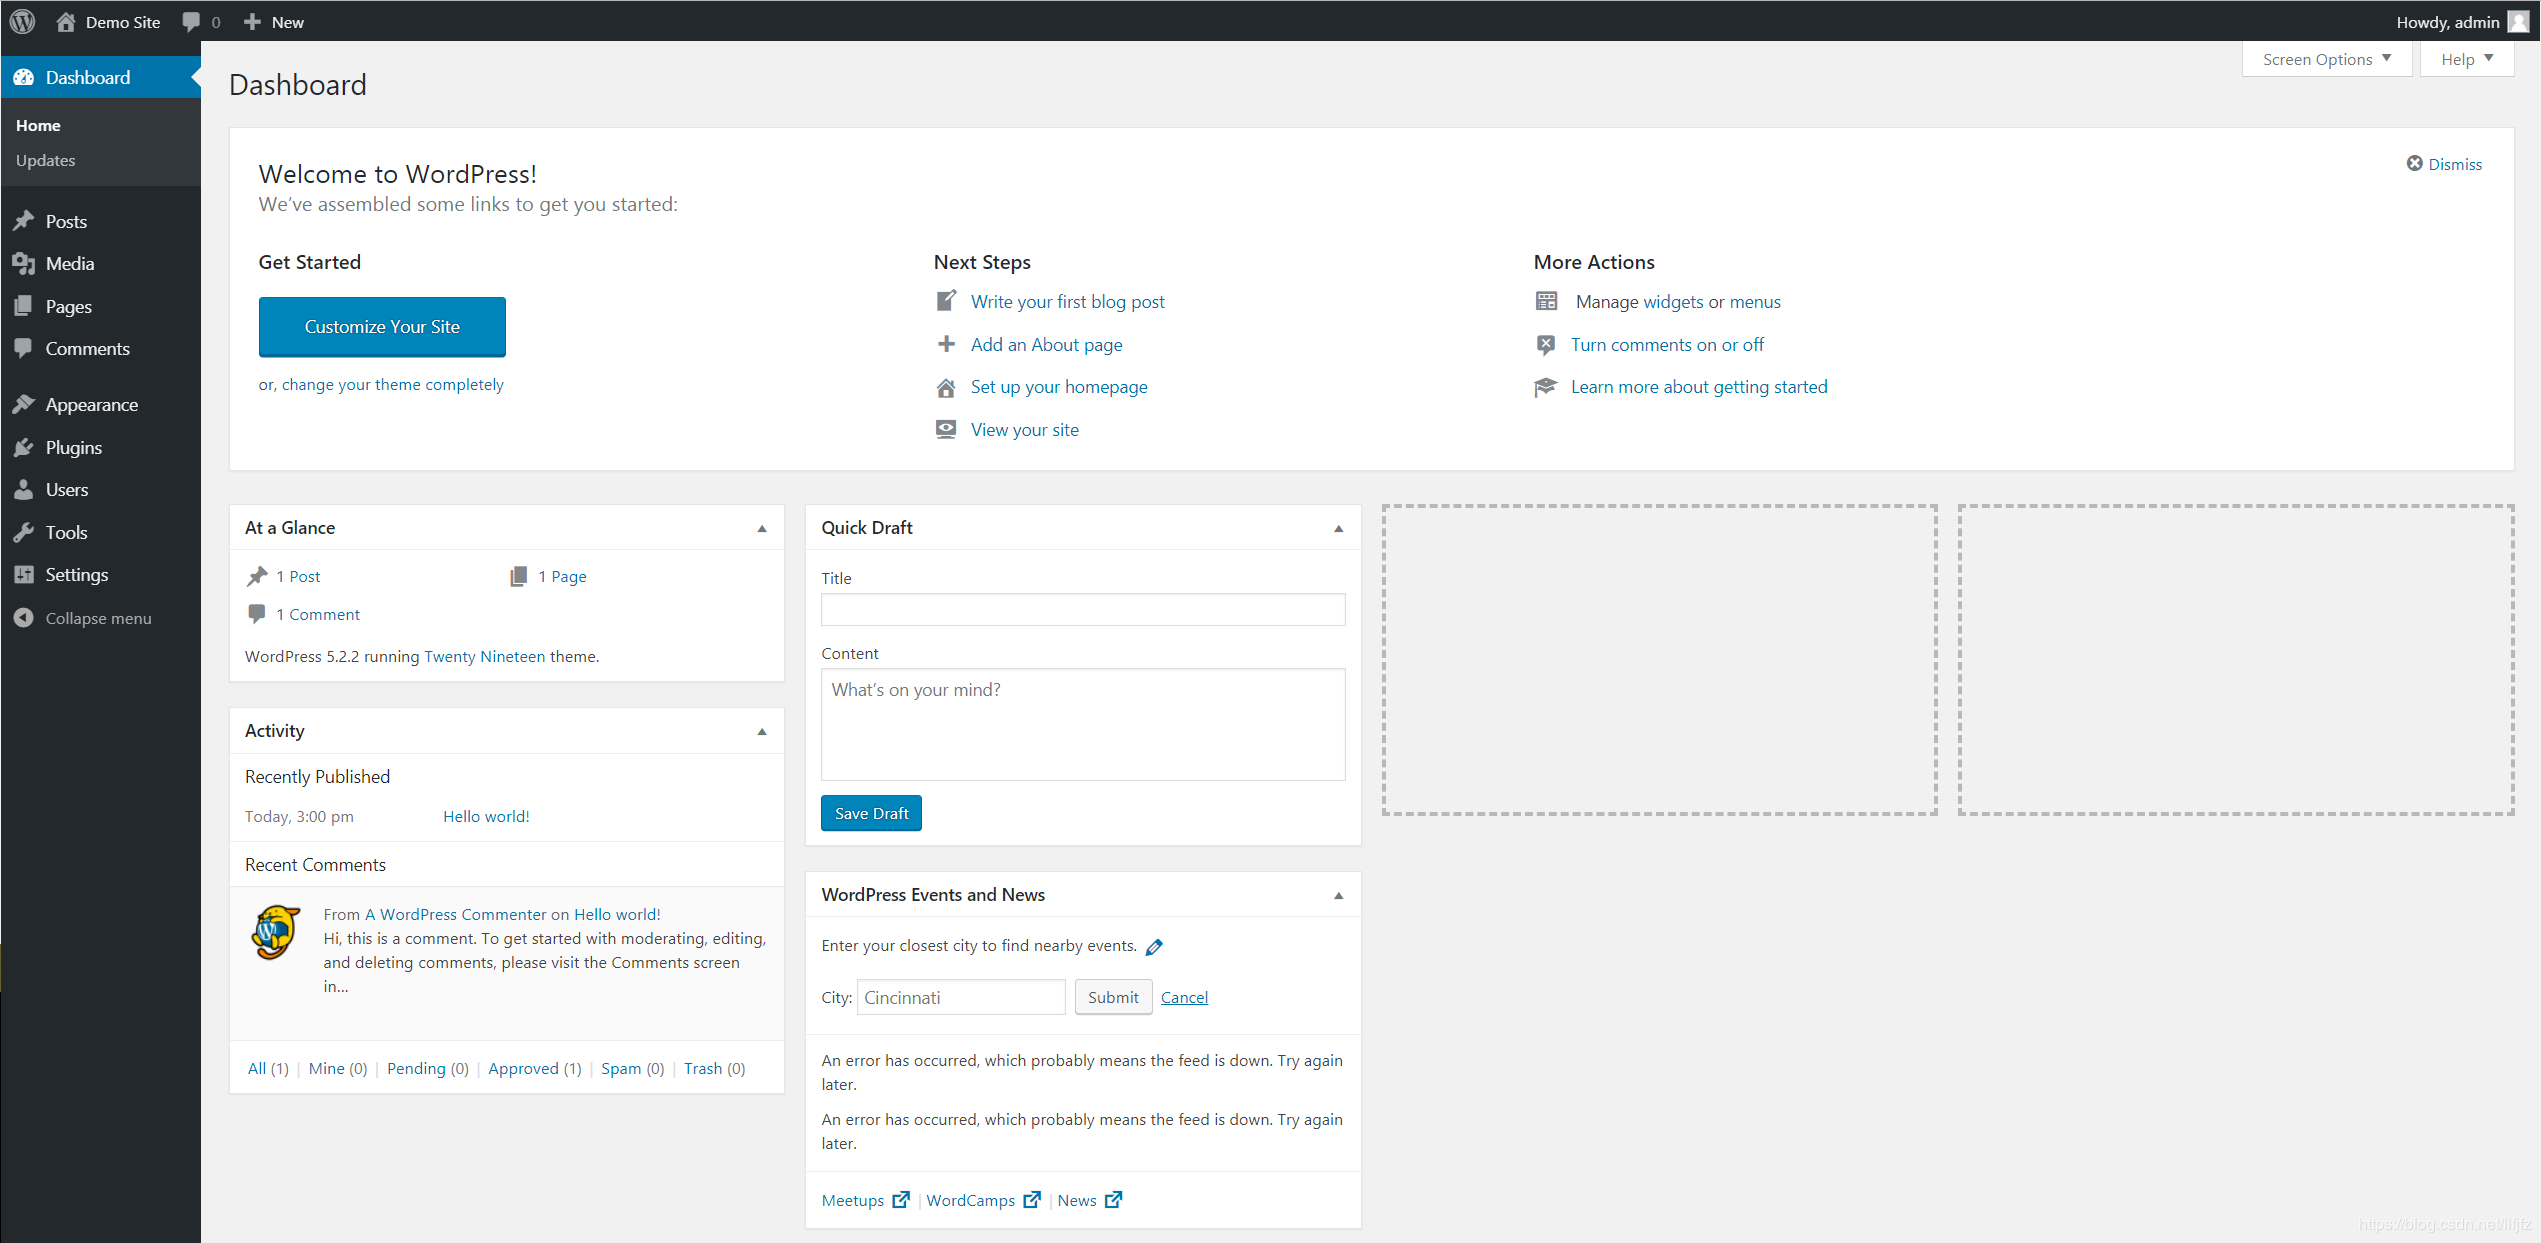 Demo Site 0 New Howdy, admin
Dashboard
Home
Updates
Posts
Media
Pages
Comments
Appearance
Plugins
Users
Tools
Settings
Collapse menu
Screen Options Help
Dashboard
Welcome to WordPress!
Dismiss
We've assembled some links to get you started:
Get Started
Customize Your Site
or, change your theme completely
Next Steps
Write your first blog post
Add an About page
Set up your homepage
View your site
More Actions
Manage widgets or menus
Turn comments on or off
Learn more about getting started
At a Glance
1 Post 1 Page
1 Comment
WordPress 5.2.2 running Twenty Nineteen theme.
Activity
Recently Published
Today, 3:00 pm Hello world!
Recent Comments
From A WordPress Commenter on Hello world!
Hi, this is a comment. To get started with moderating, editing,
and deleting comments, please visit the Comments screen
in...
All (1) | Mine (0) | Pending (0) | Approved (1) | Spam (0) | Trash (0)
Quick Draft
Title
Content
What's on your mind?
Save Draft
WordPress Events and News
Enter your closest city to find nearby events.
City: Cincinnati Submit Cancel
An error has occurred, which probably means the feed is down. Try again
later.
An error has occurred, which probably means the feed is down. Try again
later.
Meetups | WordCamps | News